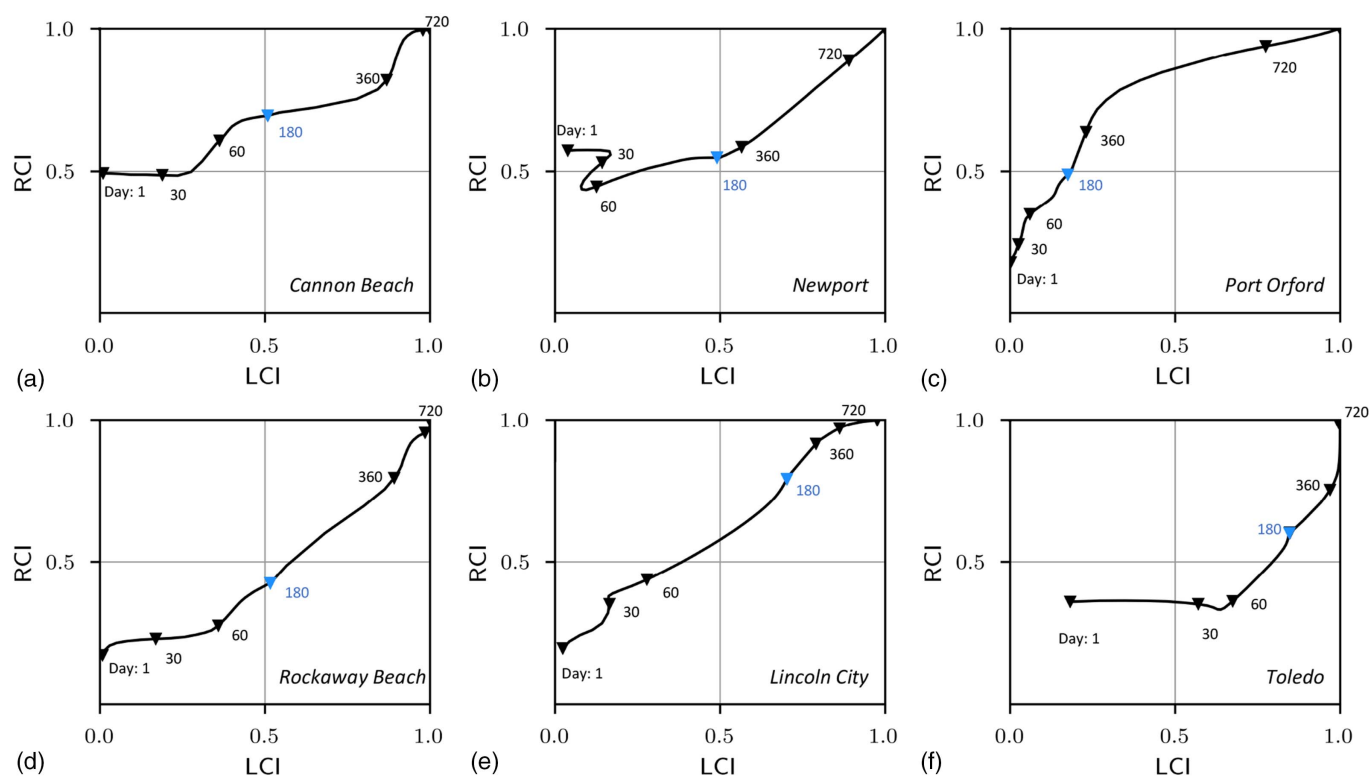 1.0
720
360
180
60
RCI
0.5
Day: 1
30
Cannon Beach
0.0
0.5
1.0
(a)
LCI
1.0
720
Day: 1
30
360
RCI
0.5
180
60
Newport
0.0
0.5
1.0
(b)
LCI
1.0
720
360
RCI
0.5
180
60
30
Day: 1
Port Orford
0.0
0.5
1.0
(c)
LCI
720
1.0
360
RCI
0.5
180
60
30
Day: 1
Rockaway Beach
0.0
0.5
1.0
(d)
LCI
720
1.0
360
180
RCI
0.5
60
30
Day: 1
Lincoln City
0.0
0.5
1.0
(e)
LCI
720
1.0
360
180
RCI
0.5
60
30
Day: 1
Toledo
0.0
0.5
1.0
(f)
LCI